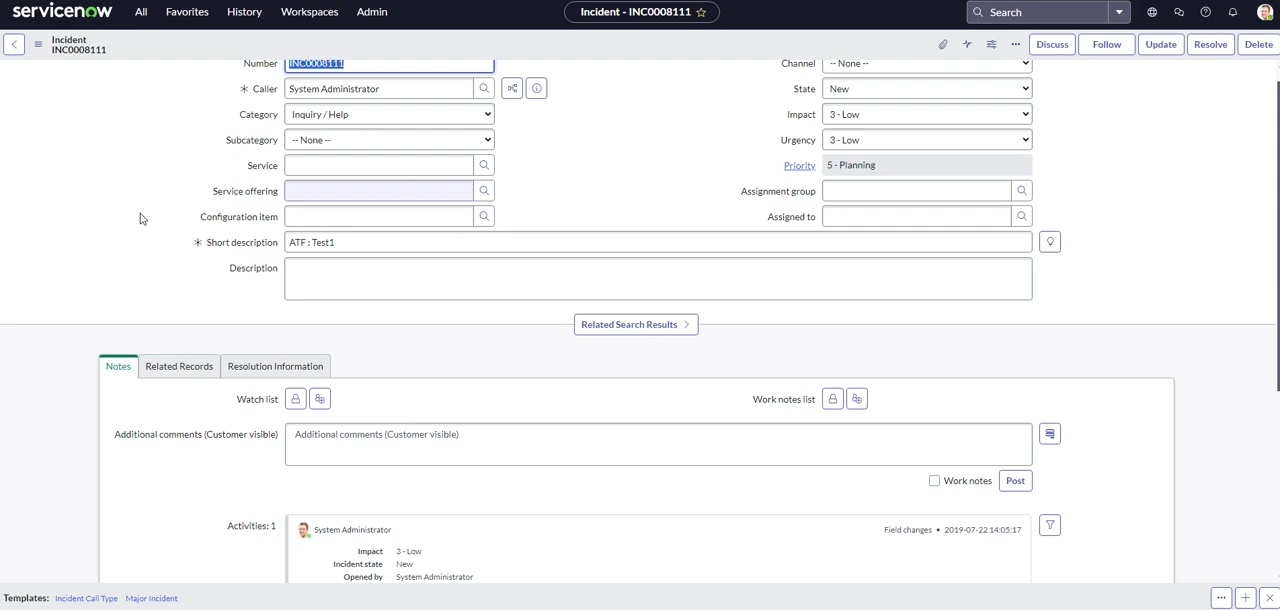 servicenow All Favorites History Workspaces Admin Incident - INC0008111 Search
Incident
INC0008111
Discuss Follow Update Resolve Delete
Number INC0008111 Channel -- None --
* Caller System Administrator State New
Category Inquiry / Help Impact 3 - Low
Subcategory -- None -- Urgency 3 - Low
Service Priority 5 - Planning
Service offering Assignment group
Configuration item Assigned to
* Short description ATF : Test1
Description
Related Search Results
Notes Related Records Resolution Information
Watch list Work notes list
Additional comments (Customer visible) Additional comments (Customer visible)
Work notes Post
Activities: 1 System Administrator Field changes • 2019-07-22 14:05:17
Impact 3 - Low
Incident state New
Opened by System Administrator
Templates: Incident Call Type Major Incident